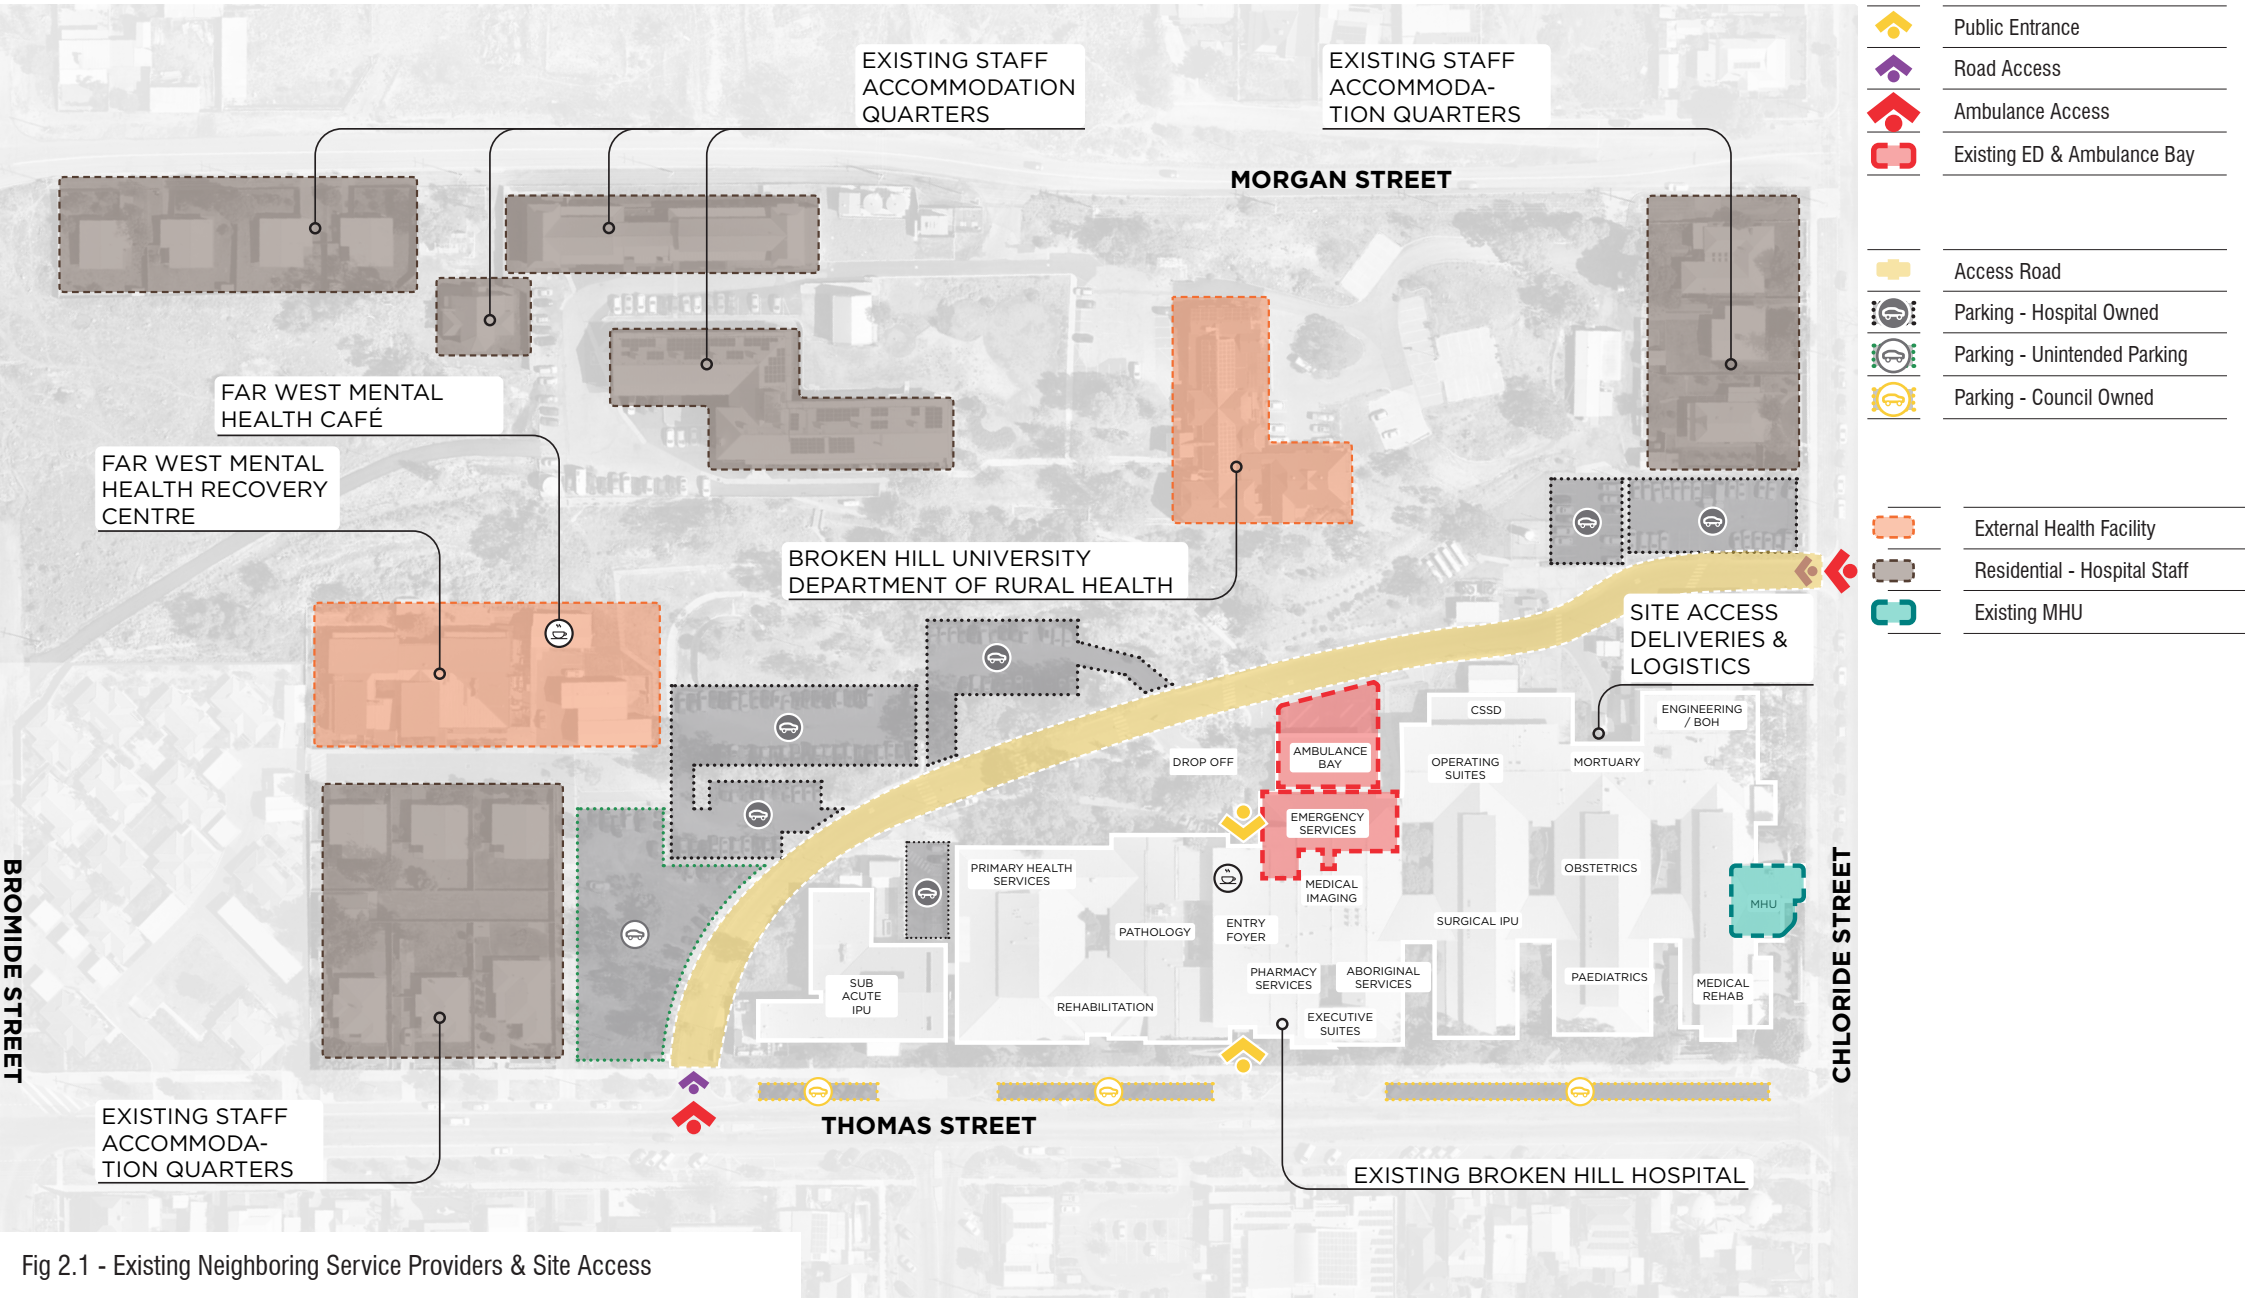 EXISTING STAFF
ACCOMMODATION
QUARTERS
EXISTING STAFF
ACCOMMODA-
TION QUARTERS
MORGAN STREET
FAR WEST MENTAL
HEALTH CAFÉ
FAR WEST MENTAL
HEALTH RECOVERY
CENTRE
BROKEN HILL UNIVERSITY
DEPARTMENT OF RURAL HEALTH
SITE ACCESS
DELIVERIES &
LOGISTICS
CSSD
ENGINEERING
/ BOH
DROP OFF
AMBULANCE
BAY
OPERATING
SUITES
MORTUARY
EMERGENCY
SERVICES
PRIMARY HEALTH
SERVICES
MEDICAL
IMAGING
OBSTETRICS
MHU
PATHOLOGY
ENTRY
FOYER
SURGICAL IPU
SUB
ACUTE
IPU
PHARMACY
SERVICES
ABORIGINAL
SERVICES
PAEDIATRICS
MEDICAL
REHAB
REHABILITATION
EXECUTIVE
SUITES
BROMIDE STREET
CHLORIDE STREET
THOMAS STREET
EXISTING STAFF
ACCOMMODA-
TION QUARTERS
EXISTING BROKEN HILL HOSPITAL
Fig 2.1 - Existing Neighboring Service Providers & Site Access
Public Entrance
Road Access
Ambulance Access
Existing ED & Ambulance Bay
Access Road
Parking - Hospital Owned
Parking - Unintended Parking
Parking - Council Owned
External Health Facility
Residential - Hospital Staff
Existing MHU